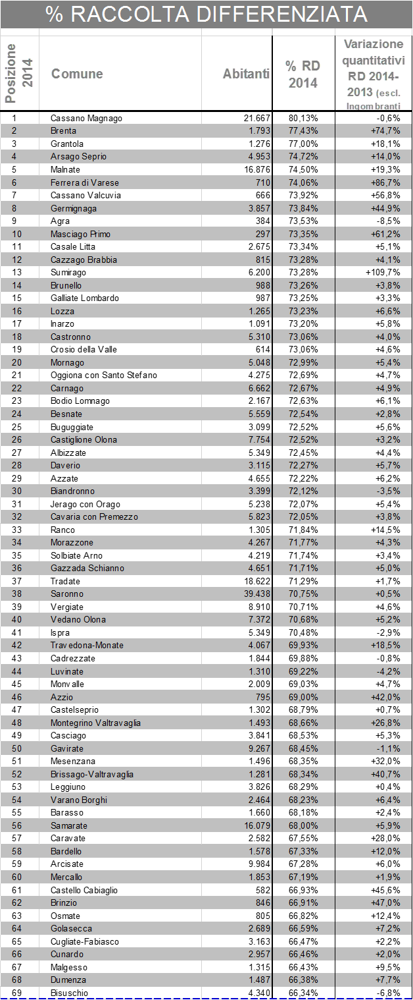 % RACCOLTA DIFFERENZIATA
Posizione 2014 Comune Abitanti % RD 2014 Variazione quantitativi RD 2014-2013 (escl. Ingombranti
1 Cassano Magnago 21.667 80,13% -0,6%
2 Brenta 1.793 77,43% +74,7%
3 Grantola 1.276 77,00% +18,1%
4 Arsago Seprio 4.953 74,72% +14,0%
5 Malnate 16.876 74,50% +19,3%
6 Ferrera di Varese 710 74,06% +86,7%
7 Cassano Valcuvia 666 73,92% +56,8%
8 Germignaga 3.857 73,84% +44,9%
9 Agra 384 73,53% -8,5%
10 Masciago Primo 297 73,35% +61,2%
11 Casale Litta 2.675 73,34% +5,1%
12 Cazzago Brabbia 815 73,28% +4,1%
13 Sumirago 6.200 73,28% +109,7%
14 Brunello 988 73,26% +3,8%
15 Galliate Lombardo 987 73,25% +3,3%
16 Lozza 1.265 73,23% +6,6%
17 Inarzo 1.091 73,20% +5,8%
18 Castronno 5.310 73,06% +4,0%
19 Crosio della Valle 614 73,06% +4,6%
20 Mornago 5.048 72,99% +5,4%
21 Oggiona con Santo Stefano 4.275 72,69% +4,7%
22 Carnago 6.662 72,67% +4,9%
23 Bodio Lomnago 2.167 72,63% +6,1%
24 Besnate 5.559 72,54% +2,8%
25 Buguggiate 3.099 72,52% +5,6%
26 Castiglione Olona 7.754 72,52% +3,2%
27 Albizzate 5.349 72,45% +4,4%
28 Daverio 3.115 72,27% +5,7%
29 Azzate 4.655 72,22% +6,2%
30 Biandronno 3.399 72,12% -3,5%
31 Jerago con Orago 5.238 72,07% +5,4%
32 Cavaria con Premezzo 5.823 72,05% +3,8%
33 Ranco 1.305 71,84% +14,5%
34 Morazzone 4.267 71,77% +4,3%
35 Solbiate Arno 4.219 71,74% +3,4%
36 Gazzada Schianno 4.651 71,71% +5,0%
37 Tradate 18.622 71,29% +1,7%
38 Saronno 39.438 70,75% +0,5%
39 Vergiate 8.910 70,71% +4,6%
40 Vedano Olona 7.372 70,68% +5,2%
41 Ispra 5.349 70,48% -2,9%
42 Travedona-Monate 4.067 69,93% +18,5%
43 Cadrezzate 1.844 69,88% -0,8%
44 Luvinate 1.310 69,22% -4,2%
45 Monvalle 2.009 69,03% +4,7%
46 Azzio 795 69,00% +42,0%
47 Castelseprio 1.302 68,79% +0,7%
48 Montegrino Valtravaglia 1.493 68,66% +26,8%
49 Casciago 3.841 68,53% +5,3%
50 Gavirate 9.267 68,45% -1,1%
51 Mesenzana 1.496 68,35% +32,0%
52 Brissago-Valtravaglia 1.281 68,34% +40,7%
53 Leggiuno 3.826 68,29% +0,4%
54 Varano Borghi 2.464 68,23% +6,4%
55 Barasso 1.660 68,18% +2,4%
56 Samarate 16.079 68,00% +5,9%
57 Caravate 2.582 67,55% +28,0%
58 Bardello 1.578 67,33% +12,0%
59 Arcisate 9.984 67,28% +6,0%
60 Mercallo 1.853 67,19% +1,9%
61 Castello Cabiaglio 582 66,93% +45,6%
62 Brinzio 846 66,91% +47,0%
63 Osmate 805 66,82% +12,4%
64 Golasecca 2.689 66,59% +7,2%
65 Cugliate-Fabiasco 3.163 66,47% +2,2%
66 Cunardo 2.957 66,46% +2,0%
67 Malgesso 1.315 66,43% +9,5%
68 Dumenza 1.487 66,38% +7,7%
69 Bisuschio 4.340 66,34% -6,8%